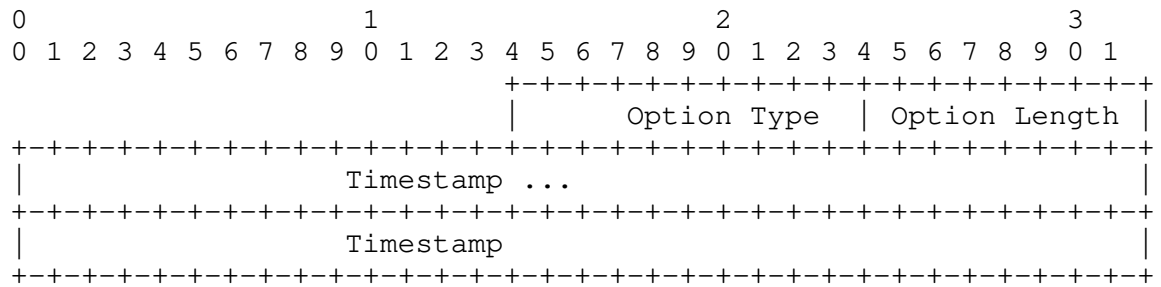 0                   1                   2                   3
0 1 2 3 4 5 6 7 8 9 0 1 2 3 4 5 6 7 8 9 0 1 2 3 4 5 6 7 8 9 0 1
                            +-+-+-+-+-+-+-+-+-+-+-+-+-+-+-+-+-+-+
                            |      Option Type  | Option Length |
+-+-+-+-+-+-+-+-+-+-+-+-+-+-+-+-+-+-+-+-+-+-+-+-+-+-+-+-+-+-+-+-+
|                  Timestamp ...                                |
+-+-+-+-+-+-+-+-+-+-+-+-+-+-+-+-+-+-+-+-+-+-+-+-+-+-+-+-+-+-+-+-+
|                  Timestamp                                    |
+-+-+-+-+-+-+-+-+-+-+-+-+-+-+-+-+-+-+-+-+-+-+-+-+-+-+-+-+-+-+-+-+